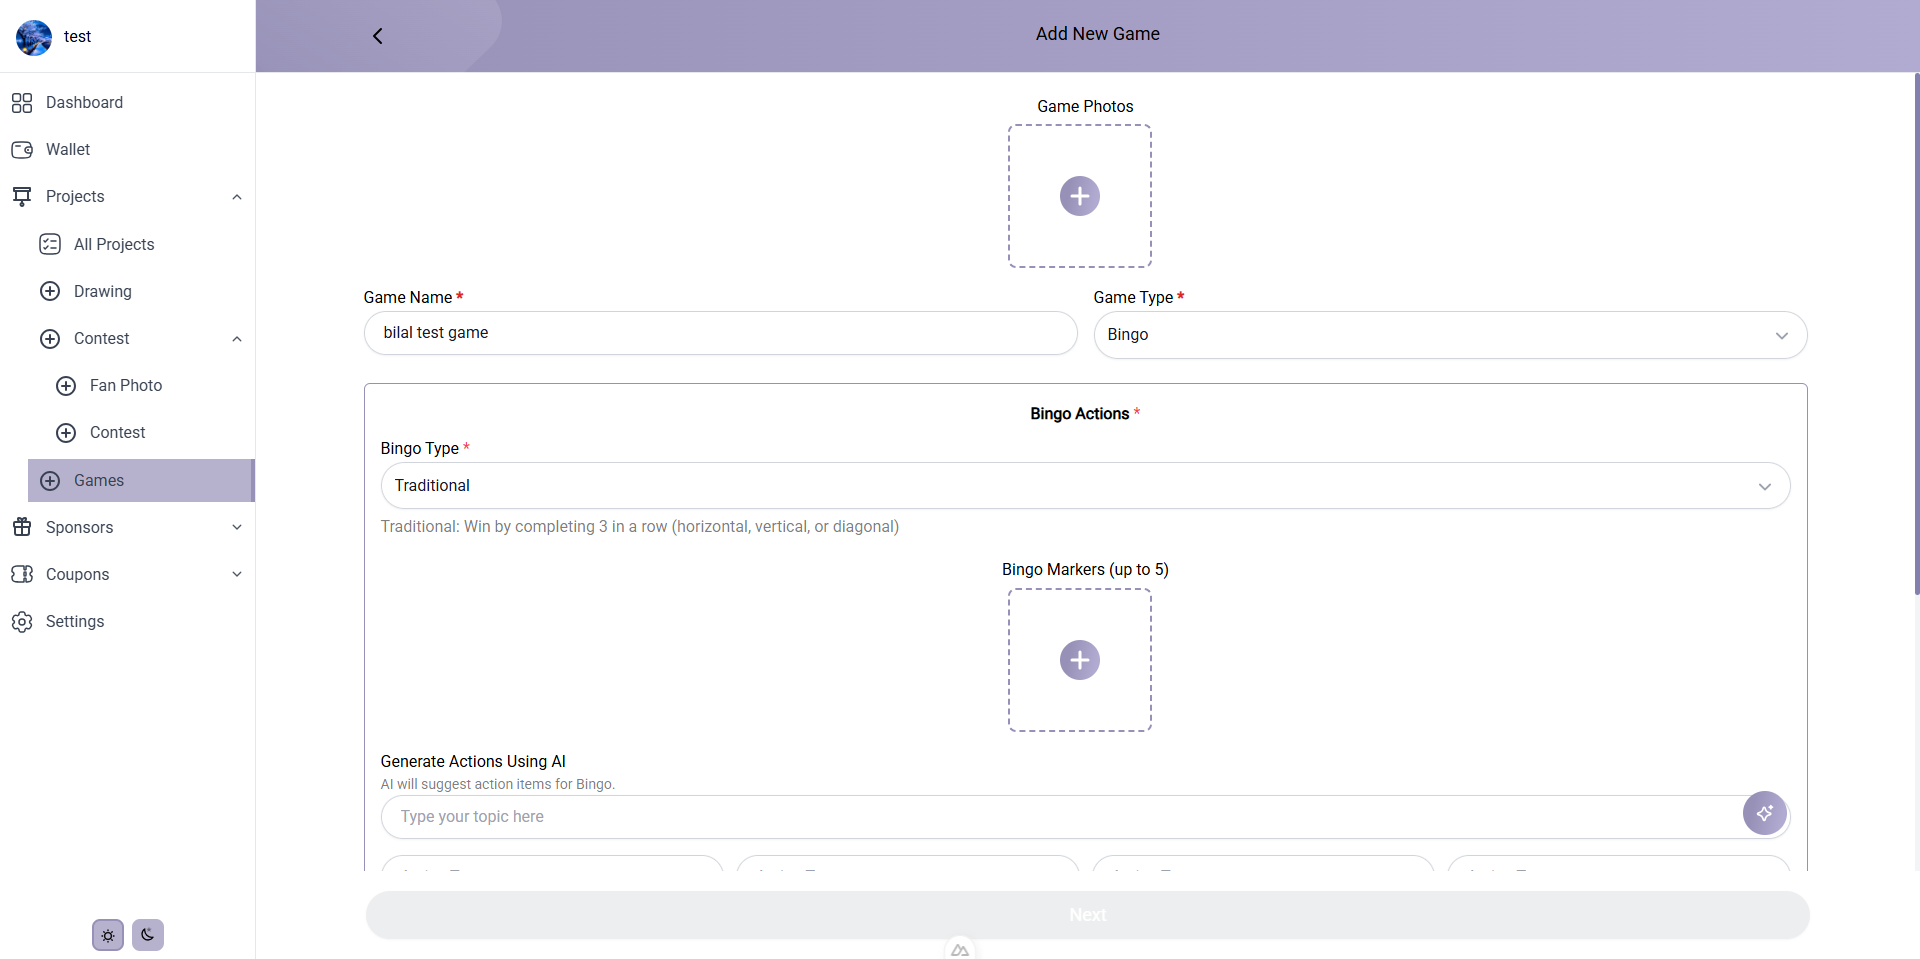 test
Add New Game
Dashboard
Wallet
Projects
All Projects
Drawing
Contest
Fan Photo
Contest
Games
Sponsors
Coupons
Settings
Game Photos
Game Name *
Game Type *
bilal test game
Bingo
Bingo Actions *
Bingo Type *
Traditional
Traditional: Win by completing 3 in a row (horizontal, vertical, or diagonal)
Bingo Markers (up to 5)
Generate Actions Using AI
AI will suggest action items for Bingo.
Type your topic here
Next